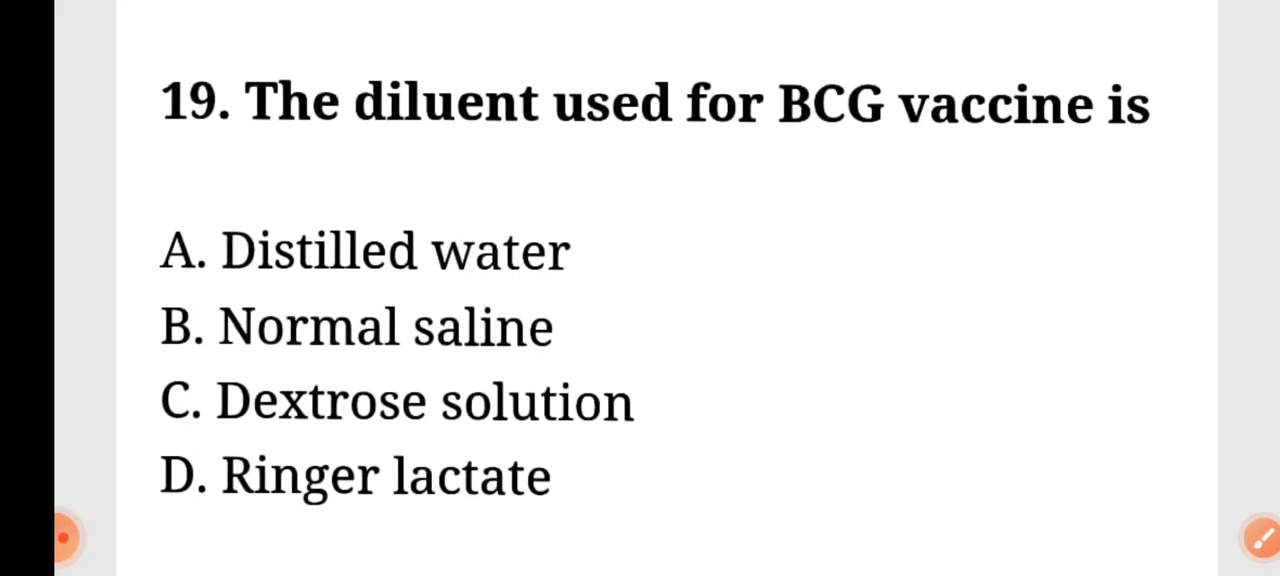 19. The diluent used for BCG vaccine is
A. Distilled water
B. Normal saline
C. Dextrose solution
D. Ringer lactate